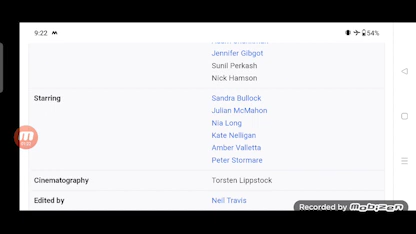 9:22
54%
Jennifer Gibgot
Sunil Perkash
Nick Hamson
Starring
Sandra Bullock
Julian McMahon
Nia Long
Kate Nelligan
Amber Valletta
Peter Stormare
Cinematography
Torsten Lippstock
Edited by
Neil Travis
Recorded by Mobizen